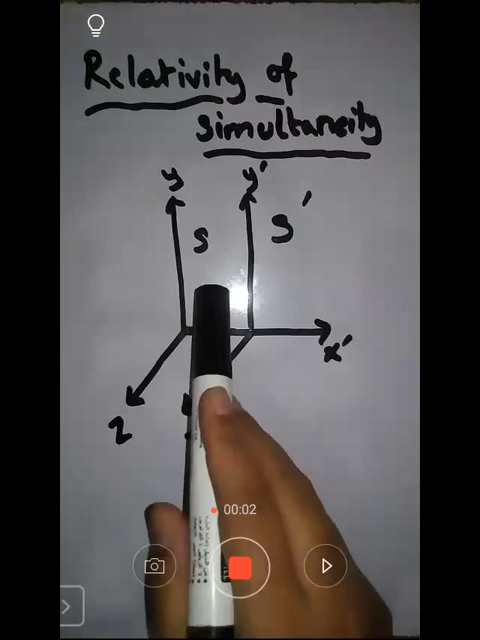 Relativity of
simultaneity
y y'
S S'
x'
z
00:02